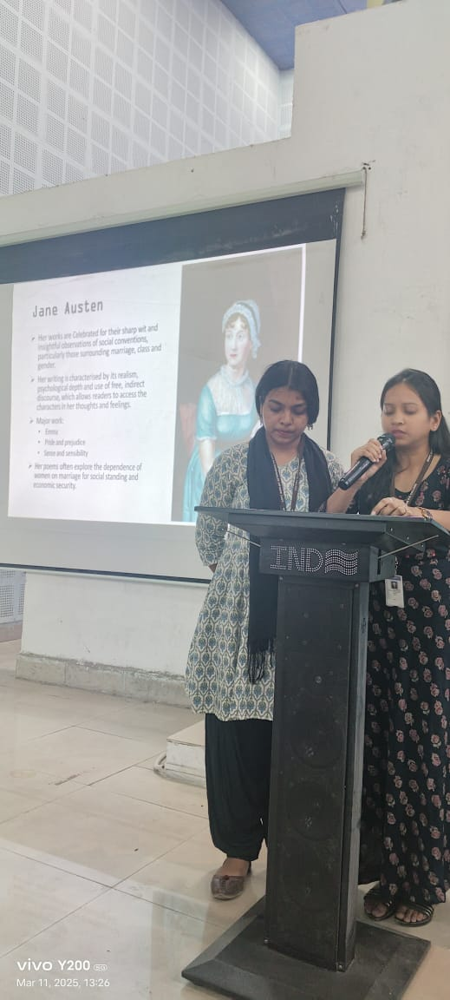 Jane Austen
Her works are Celebrated for their sharp wit and
insightful observations of social conventions,
particularly those surrounding marriage, class and
gender.
Her writing is characterised by its realism,
psychological depth and use of free, indirect
discourse, which allows readers to access the
characters in her thoughts and feelings.
Major work:
Emma
Pride and prejudice
Sense and sensibility
Her poems often explore the dependence of
women on marriage for social standing and
economic security.
IND
vivo Y200 5G
Mar 11, 2025, 13:26